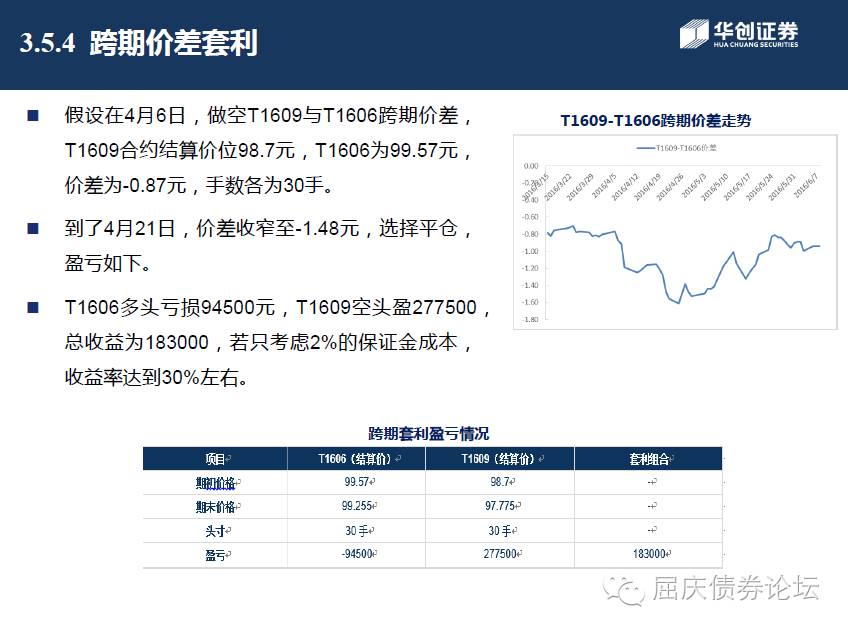 3.5.4 跨期价差套利
华创证券
HUA CHUANG SECURITIES
■ 假设在4月6日，做空T1609与T1606跨期价差，
T1609合约结算价位98.7元，T1606为99.57元，
价差为-0.87元，手数各为30手。
■ 到了4月21日，价差收窄至-1.48元，选择平仓，
盈亏如下。
■ T1606多头亏损94500元，T1609空头盈277500，
总收益为183000，若只考虑2%的保证金成本，
收益率达到30%左右。
T1609-T1606跨期价差走势
T1609-T1606价差
0.00
-0.20
-0.40
-0.60
-0.80
-1.00
-1.20
-1.40
-1.60
-1.80
2016/3/15
2016/3/22
2016/3/29
2016/4/5
2016/4/12
2016/4/19
2016/4/26
2016/5/3
2016/5/10
2016/5/17
2016/5/24
2016/5/31
2016/6/7
跨期套利盈亏情况
项目 T1606（结算价） T1609（结算价） 套利组合
期初价格 99.57 98.7 --
期末价格 99.255 97.775 --
头寸 30 手 30 手 --
盈亏 -94500 277500 183000
屈庆债券论坛